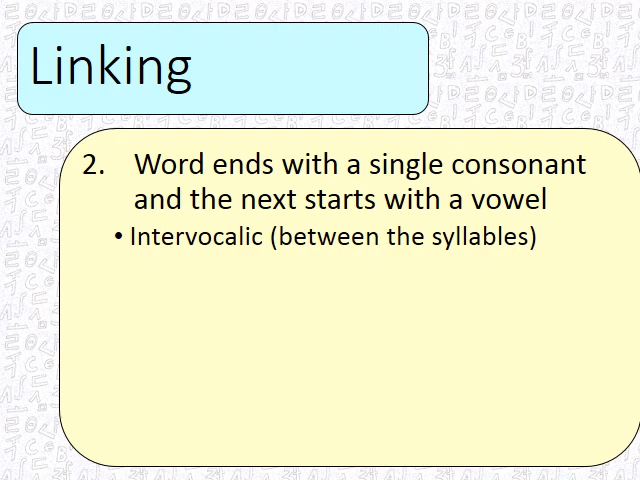 Linking
2. Word ends with a single consonant
and the next starts with a vowel
• Intervocalic (between the syllables)